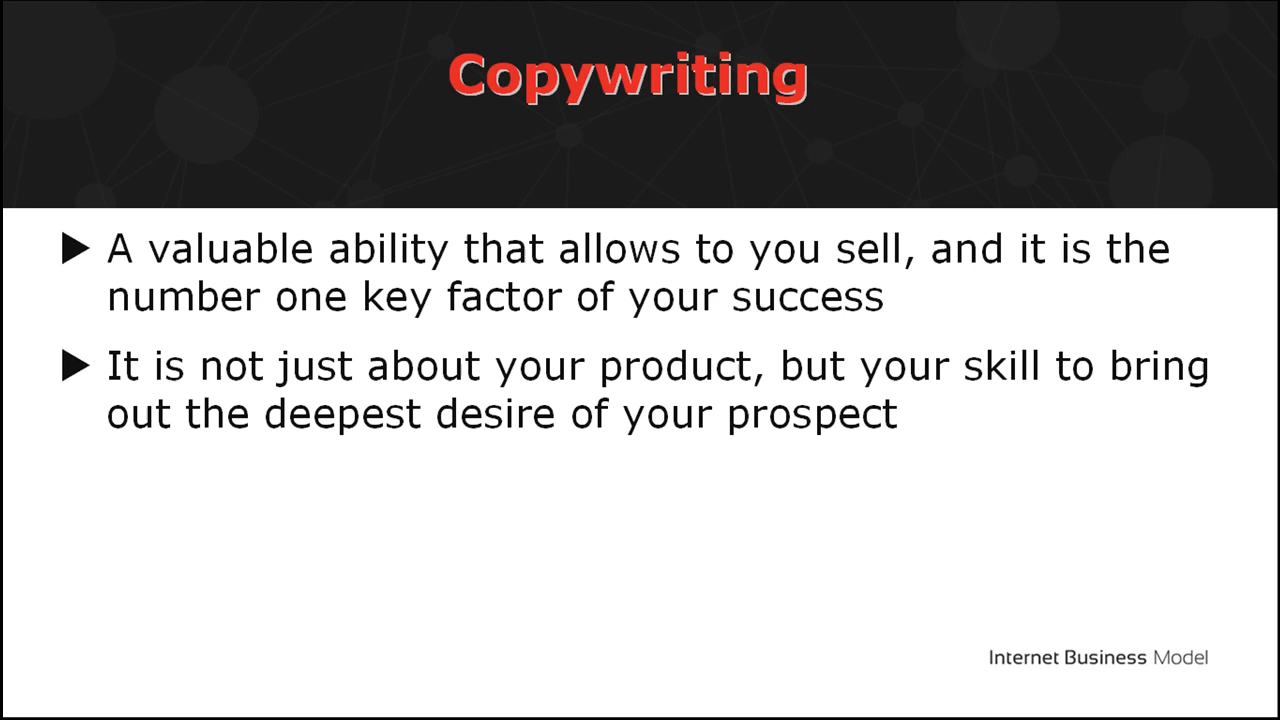 Copywriting
A valuable ability that allows to you sell, and it is the
number one key factor of your success
It is not just about your product, but your skill to bring
out the deepest desire of your prospect
Internet Business Model